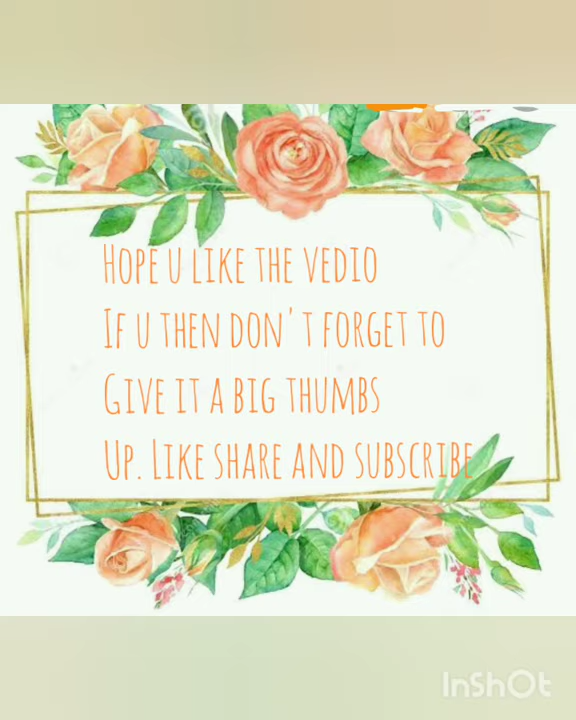 Hope u like the vedio
If u then don't forget to
Give it a big thumbs
Up. Like share and subscribe
InShOt